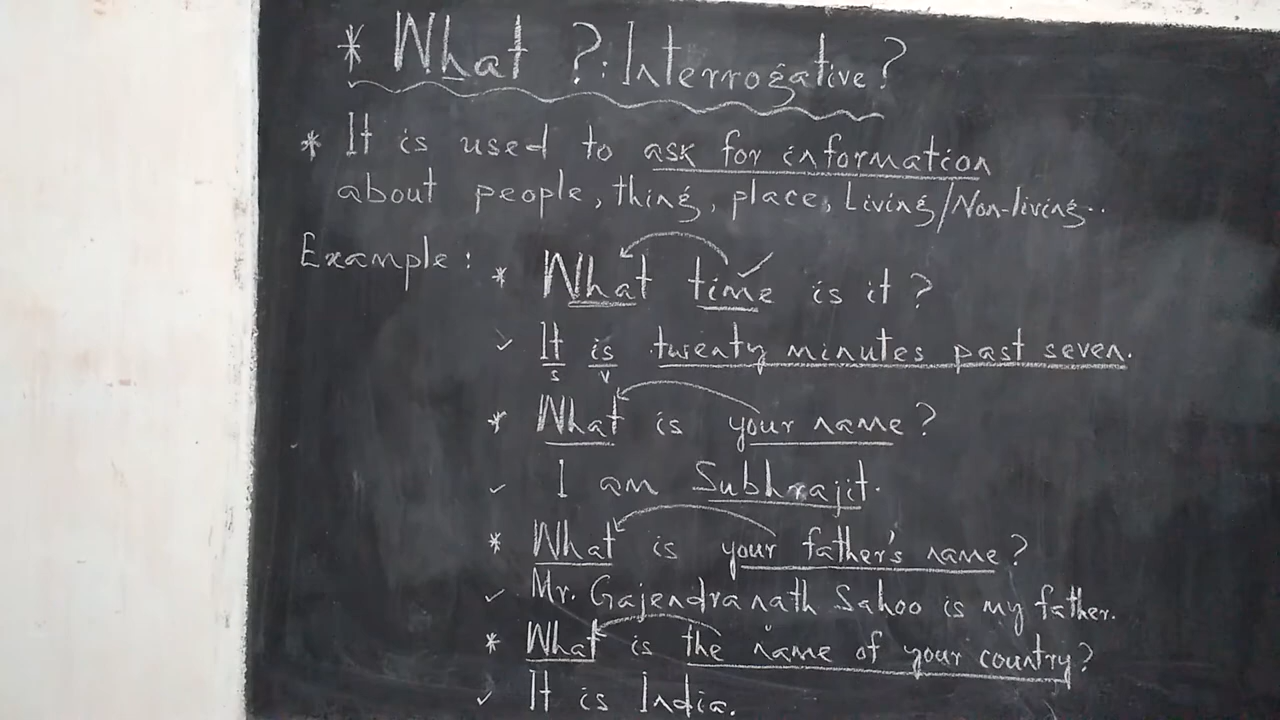 * What ?: Interrogative?
* It is used to ask for information
about people, thing, place, Living/Non-living..
Example: * What time is it?
✓ It is twenty minutes past seven.
s v
* What is your name?
✓ I am Subhrajit.
* What is your father's name?
✓ Mr. Gajendranath Sahoo is my father.
* What is the name of your country?
✓ It is India.